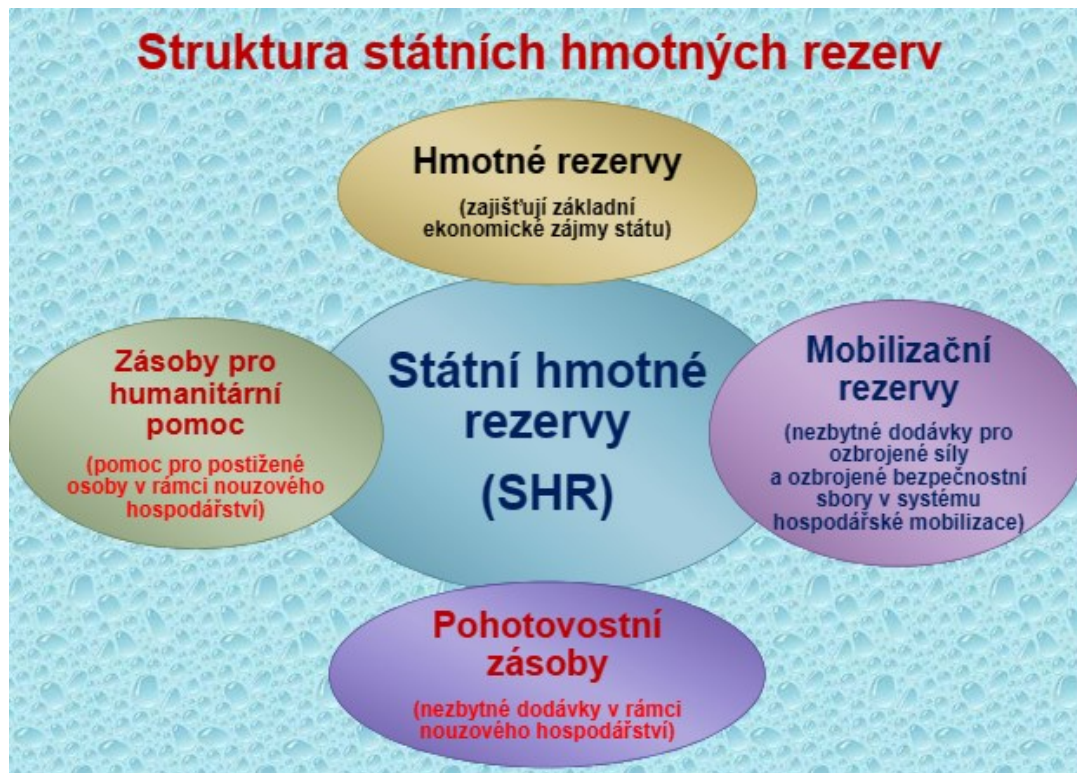 Struktura státních hmotných rezerv
Hmotné rezervy
(zajišťují základní
ekonomické zájmy státu)
Zásoby pro
humanitární
pomoc
(pomoc pro postižené
osoby v rámci nouzového
hospodářství)
Státní hmotné
rezervy
(SHR)
Mobilizační
rezervy
(nezbytné dodávky pro
ozbrojené síly
a ozbrojené bezpečnostní
sbory v systému
hospodářské mobilizace)
Pohotovostní
zásoby
(nezbytné dodávky v rámci
nouzového hospodářství)